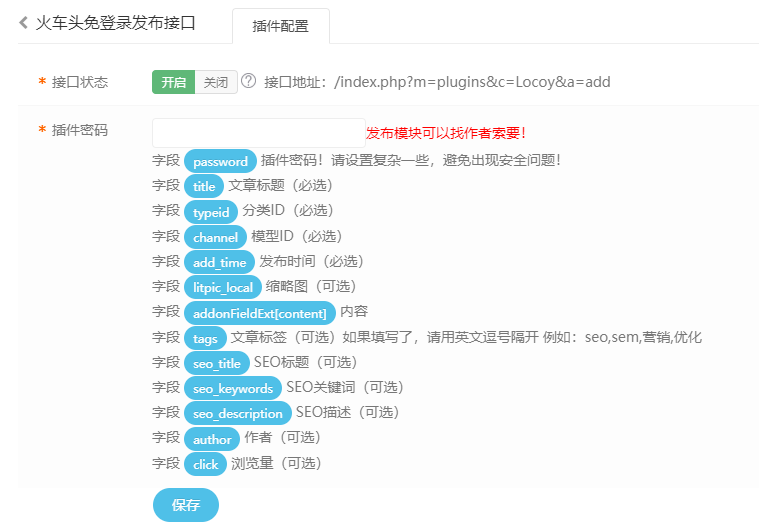 火车头免登录发布接口 插件配置
* 接口状态 开启 关闭 ? 接口地址：/index.php?m=plugins&c=Locoy&a=add
* 插件密码 发布模块可以找作者索要！
字段 password 插件密码！请设置复杂一些，避免出现安全问题！
字段 title 文章标题（必选）
字段 typeid 分类ID（必选）
字段 channel 模型ID（必选）
字段 add_time 发布时间（必选）
字段 litpic_local 缩略图（可选）
字段 addonFieldExt[content] 内容
字段 tags 文章标签（可选）如果填写了，请用英文逗号隔开 例如：seo,sem,营销,优化
字段 seo_title SEO标题（可选）
字段 seo_keywords SEO关键词（可选）
字段 seo_description SEO描述（可选）
字段 author 作者（可选）
字段 click 浏览量（可选）
保存